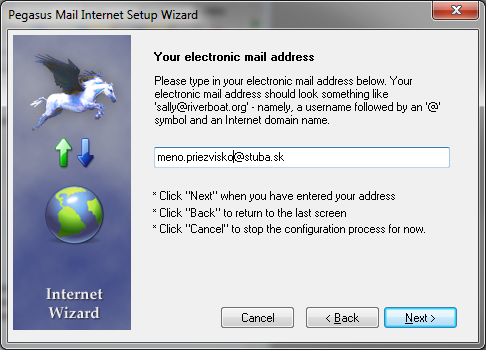 Pegasus Mail Internet Setup Wizard
Your electronic mail address
Please type in your electronic mail address below. Your
electronic mail address should look something like
'sally@riverboat.org' - namely, a username followed by an '@'
symbol and an Internet domain name.
meno.priezvisko@stuba.sk
* Click "Next" when you have entered your address
* Click "Back" to return to the last screen
* Click "Cancel" to stop the configuration process for now.
Internet
Wizard
Cancel
< Back
Next >